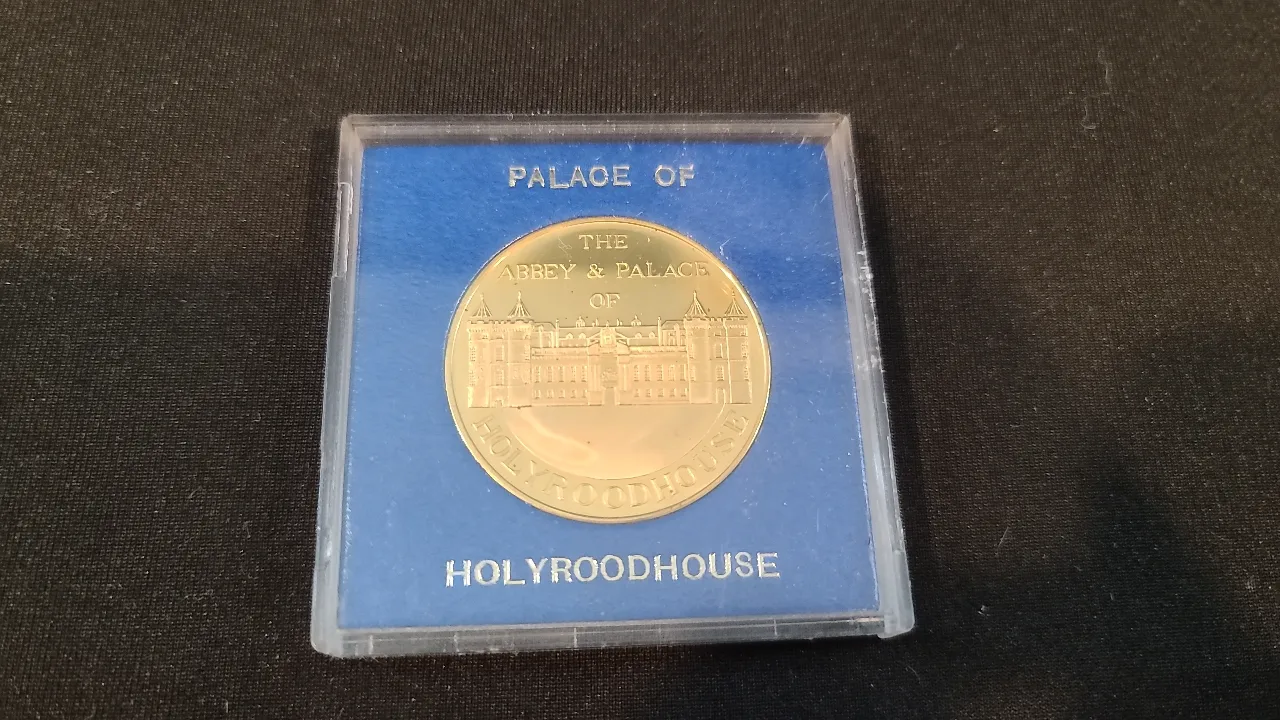 PALACE OF
THE
ABBEY & PALACE
OF
HOLYROODHOUSE
HOLYROODHOUSE